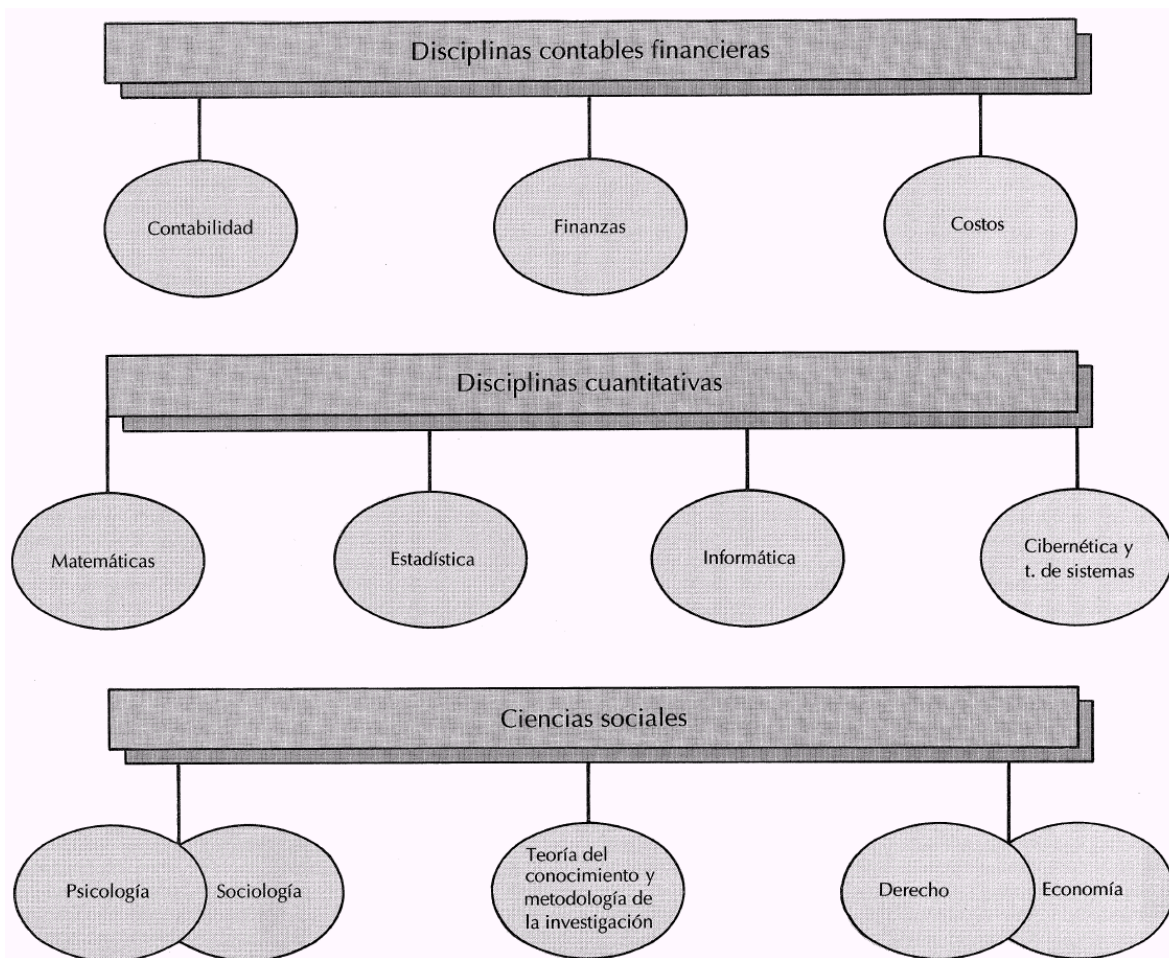 Disciplinas contables financieras
Contabilidad
Finanzas
Costos
Disciplinas cuantitativas
Matemáticas
Estadística
Informática
Cibernética y
t. de sistemas
Ciencias sociales
Psicología
Sociología
Teoría del
conocimiento y
metodología de
la investigación
Derecho
Economía